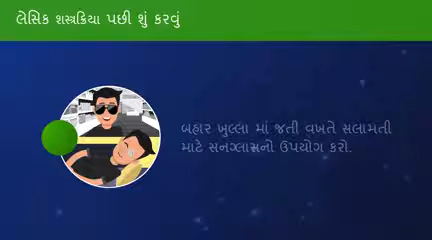 લેસિક શસ્ત્રક્રિયા પછી શું કરવું
બહાર ખુલ્લા માં જતી વખતે સલામતી
માટે સનગ્લાસનો ઉપયોગ કરો.